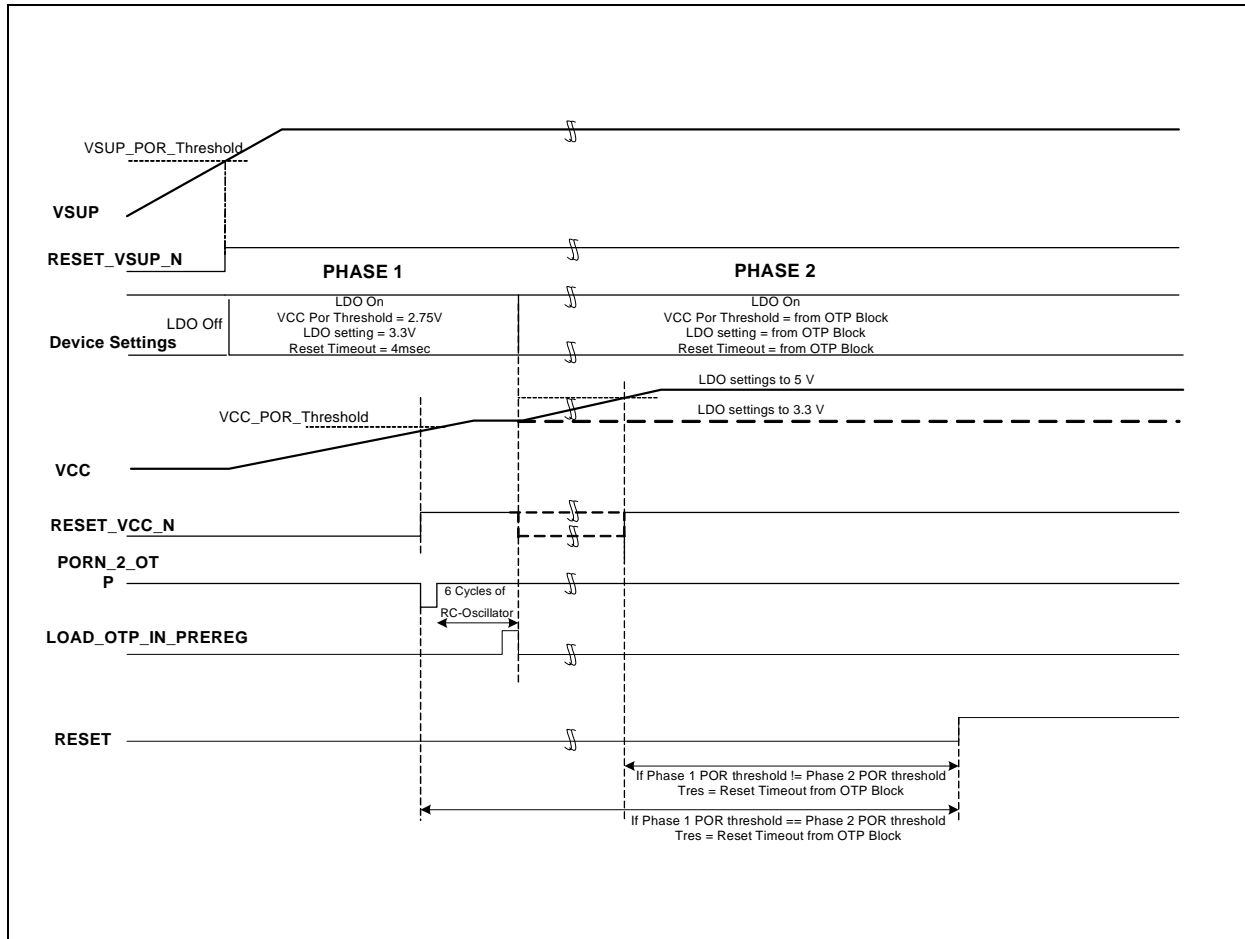 VSUP_POR_Threshold
VSUP
RESET_VSUP_N
PHASE 1
PHASE 2
Device Settings
LDO Off
LDO On
VCC Por Threshold = 2.75V
LDO setting = 3.3V
Reset Timeout = 4msec
LDO On
VCC Por Threshold = from OTP Block
LDO setting = from OTP Block
Reset Timeout = from OTP Block
LDO settings to 5 V
VCC_POR_Threshold
LDO settings to 3.3 V
VCC
RESET_VCC_N
PORN_2_OT
P
6 Cycles of
RC-Oscillator
LOAD_OTP_IN_PREREG
RESET
If Phase 1 POR threshold != Phase 2 POR threshold
Tres = Reset Timeout from OTP Block
If Phase 1 POR threshold == Phase 2 POR threshold
Tres = Reset Timeout from OTP Block